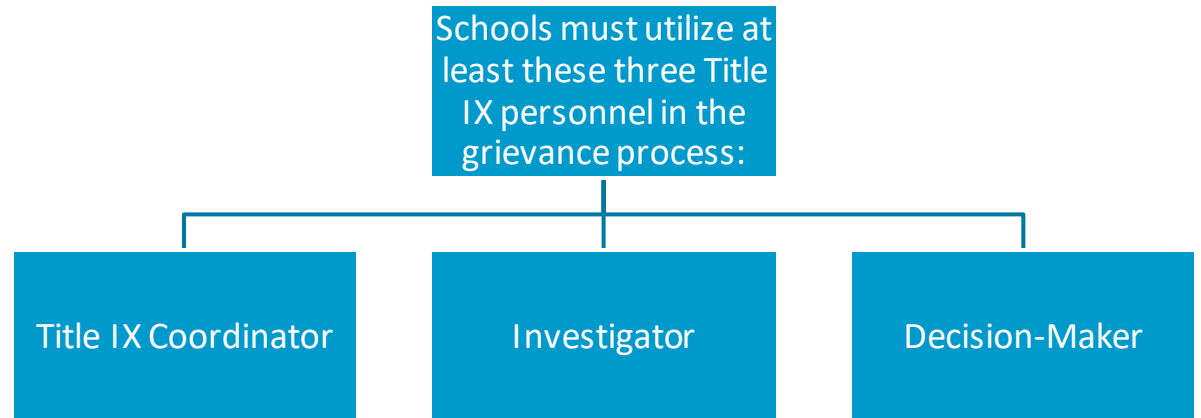 Schools must utilize at
least these three Title
IX personnel in the
grievance process:
Title IX Coordinator
Investigator
Decision-Maker